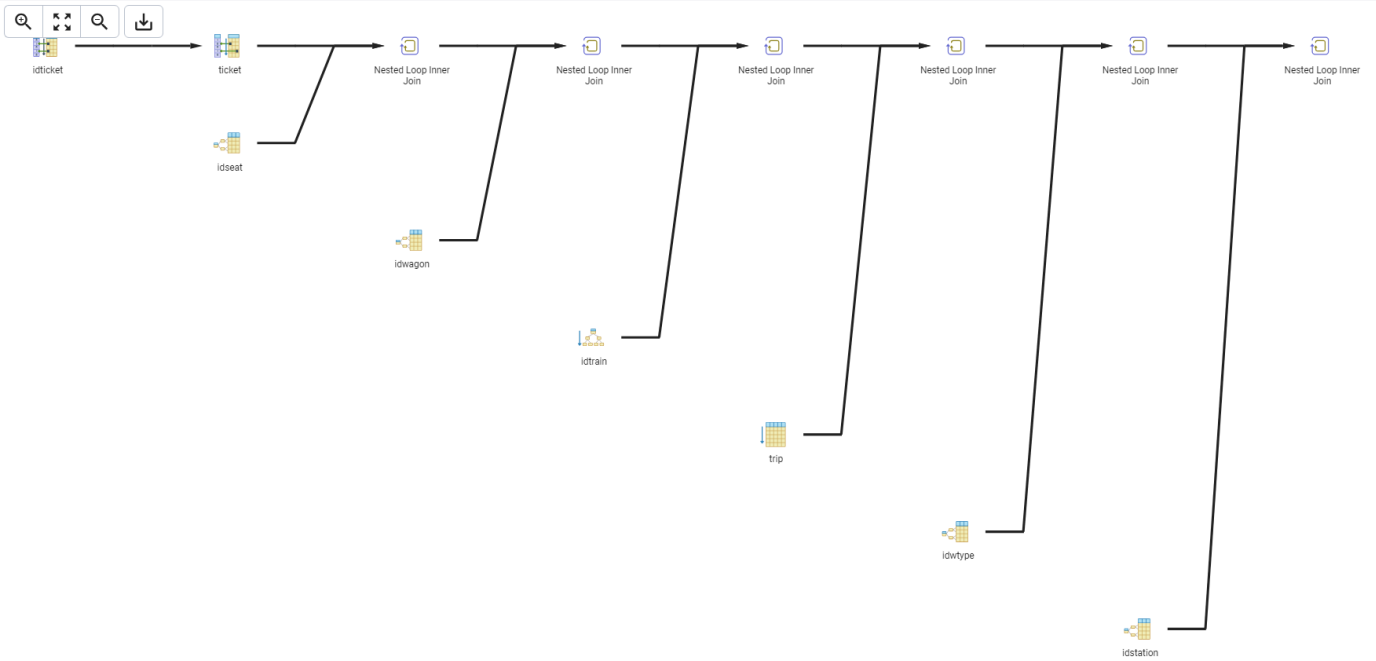 idticket
ticket
Nested Loop Inner
Join
Nested Loop Inner
Join
Nested Loop Inner
Join
Nested Loop Inner
Join
Nested Loop Inner
Join
Nested Loop Inner
Join
idseat
idwagon
idtrain
trip
idwtype
idstation